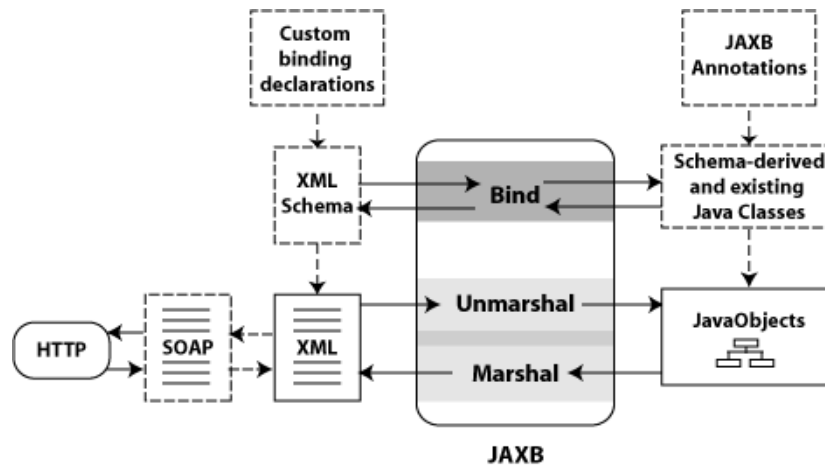 Custom
binding
declarations
JAXB
Annotations
XML
Schema
Bind
Schema-derived
and existing
Java Classes
HTTP
SOAP
XML
Unmarshal
Marshal
JavaObjects
JAXB